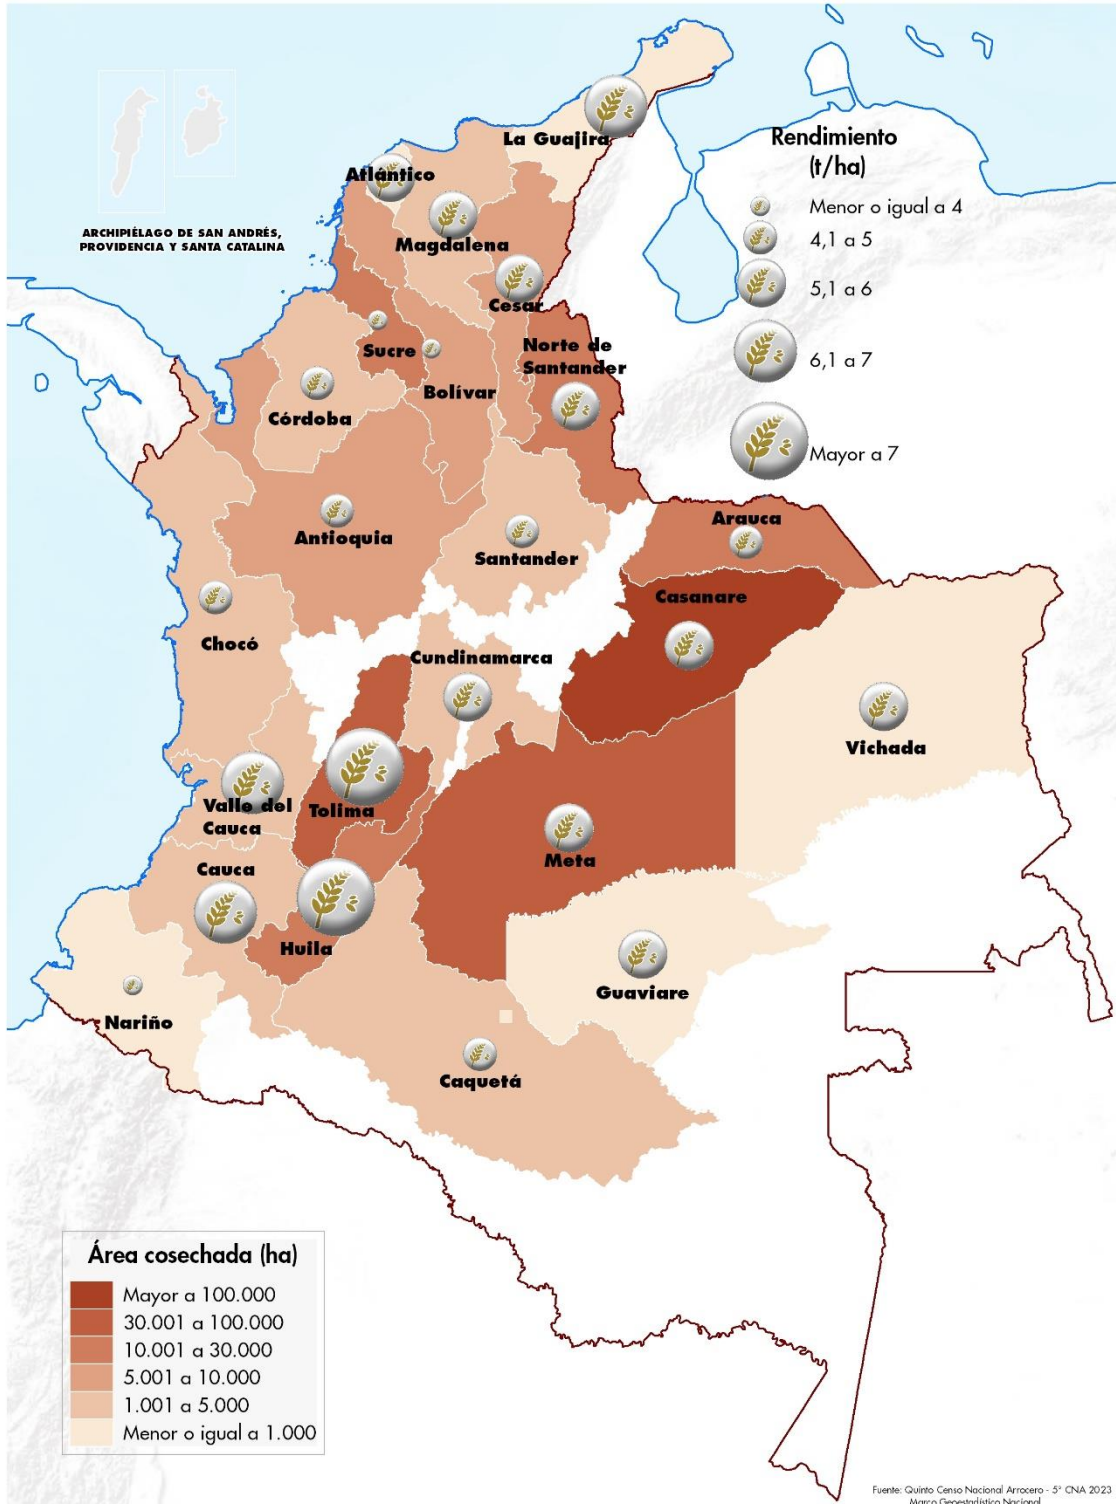 La Guajira
Atlántico
Magdalena
Cesar
ARCHIPIÉLAGO DE SAN ANDRÉS,
PROVIDENCIA Y SANTA CATALINA
Rendimiento
(t/ha)
Menor o igual a 4
4,1 a 5
5,1 a 6
6,1 a 7
Mayor a 7
Sucre
Bolívar
Norte de
Santander
Córdoba
Antioquia
Santander
Arauca
Casanare
Chocó
Cundinamarca
Vichada
Valle del
Cauca
Tolima
Meta
Cauca
Huila
Guaviare
Nariño
Caquetá
Área cosechada (ha)
Mayor a 100.000
30.001 a 100.000
10.001 a 30.000
5.001 a 10.000
1.001 a 5.000
Menor o igual a 1.000
Fuente: Quinto Censo Nacional Arrocero - 5° CNA 2023
Marco Geoestadístico Nacional